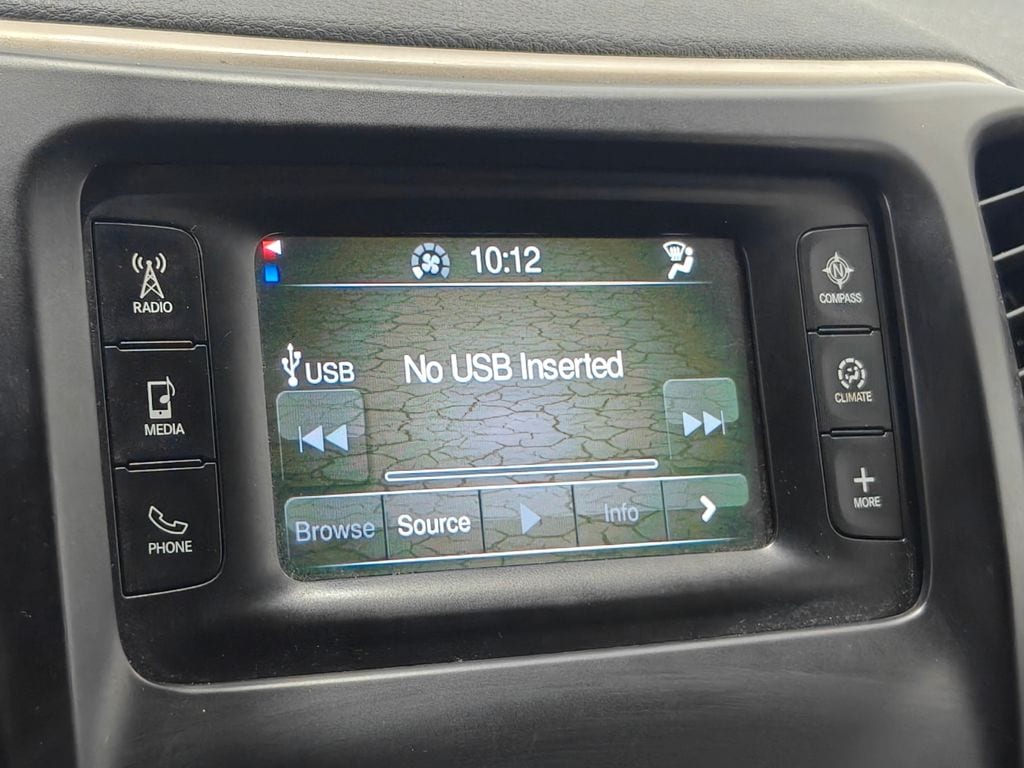 10:12
RADIO
MEDIA
PHONE
USB
No USB Inserted
Browse
Source
Info
N
COMPASS
CLIMATE
MORE